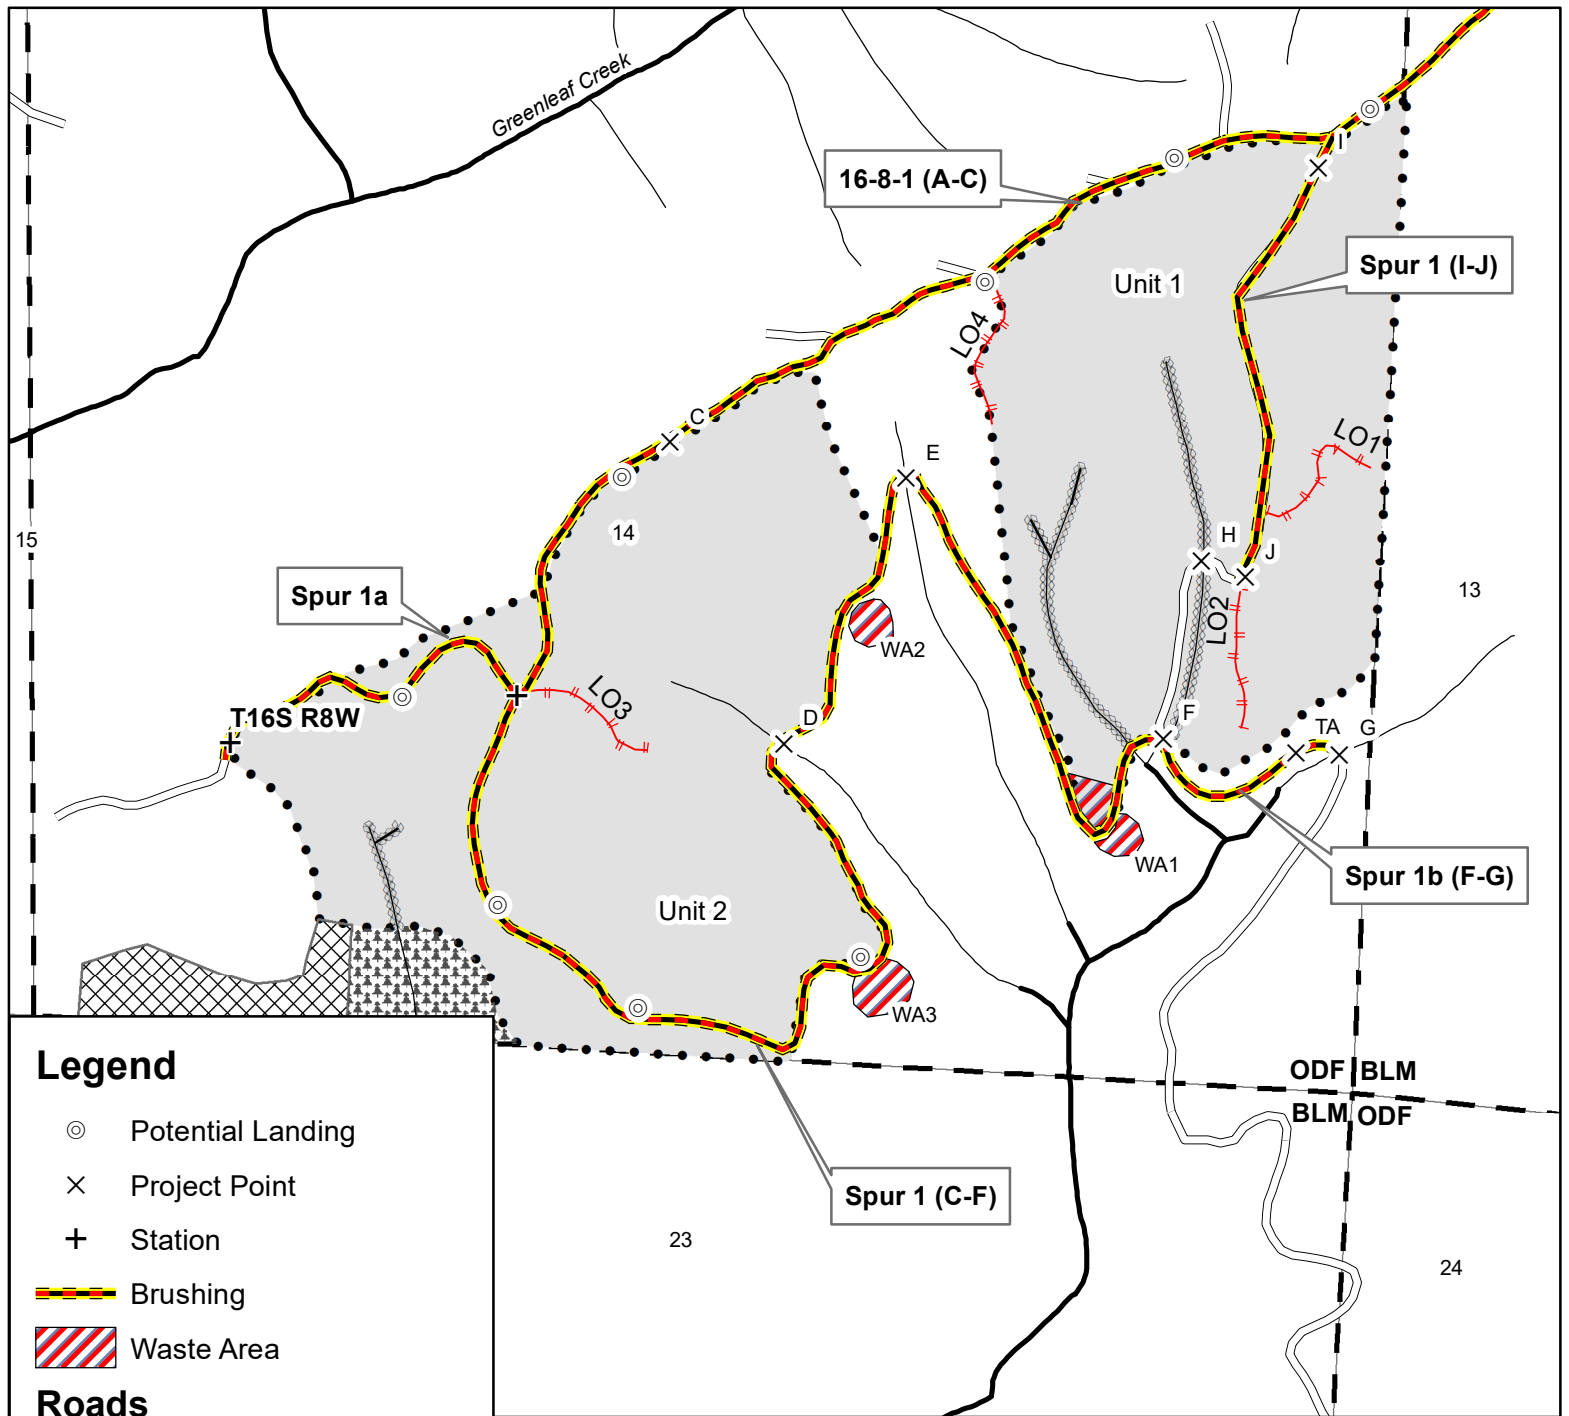 Greenleaf Creek
I
16-8-1 (A-C)
Spur 1 (I-J)
Unit 1
LO4
C
LO1
E
14
15
H
J
13
Spur 1a
LO2
WA2
LO3
T16S R8W
D
F
TA
G
WA1
Spur 1b (F-G)
Unit 2
WA3
ODF
BLM
BLM
ODF
Spur 1 (C-F)
23
24
Legend
Potential Landing
Project Point
Station
Brushing
Waste Area
Roads